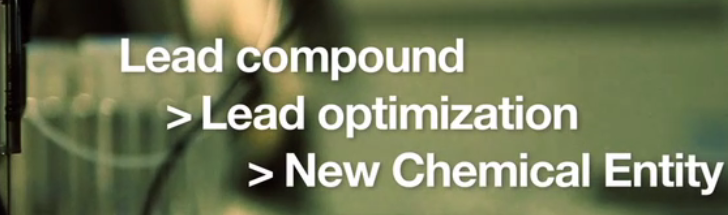 Lead compound
> Lead optimization
> New Chemical Entity